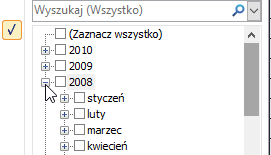 Wyszukaj (Wszystko)
(Zaznacz wszystko)
2010
2009
2008
styczeń
luty
marzec
kwiecień